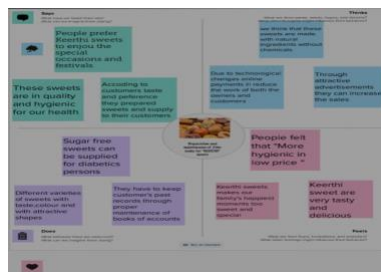 Says
Thinks
People prefer
Keerthi sweets
to enjou the
special
occasions and
festivals
we think that these
sweets are made
with natural
ingredients without
chemicals
These sweets
are in quality
and hygienic
for our health
According to
customers taste
and peference
they prepared
sweets and supply
to their customers
Due to technological
changes online
payments in reduce
the work of both the
owners and
customers
Through
attractive
advertisements
they can increase
the sales
Sugar free
sweets can
be supplied
for diabetics
persons
People felt
that "More
hygienic in
low price "
Different varieties
of sweets with
taste,colour and
with attractive
shapes
They have to keep
customer's past
records through
proper
maintenance of
books of accounts
Keerthi sweets
makes our
family's happiest
moments too
sweet and
special
Keerthi
sweet are
very tasty
and
delicious
Does
Feels